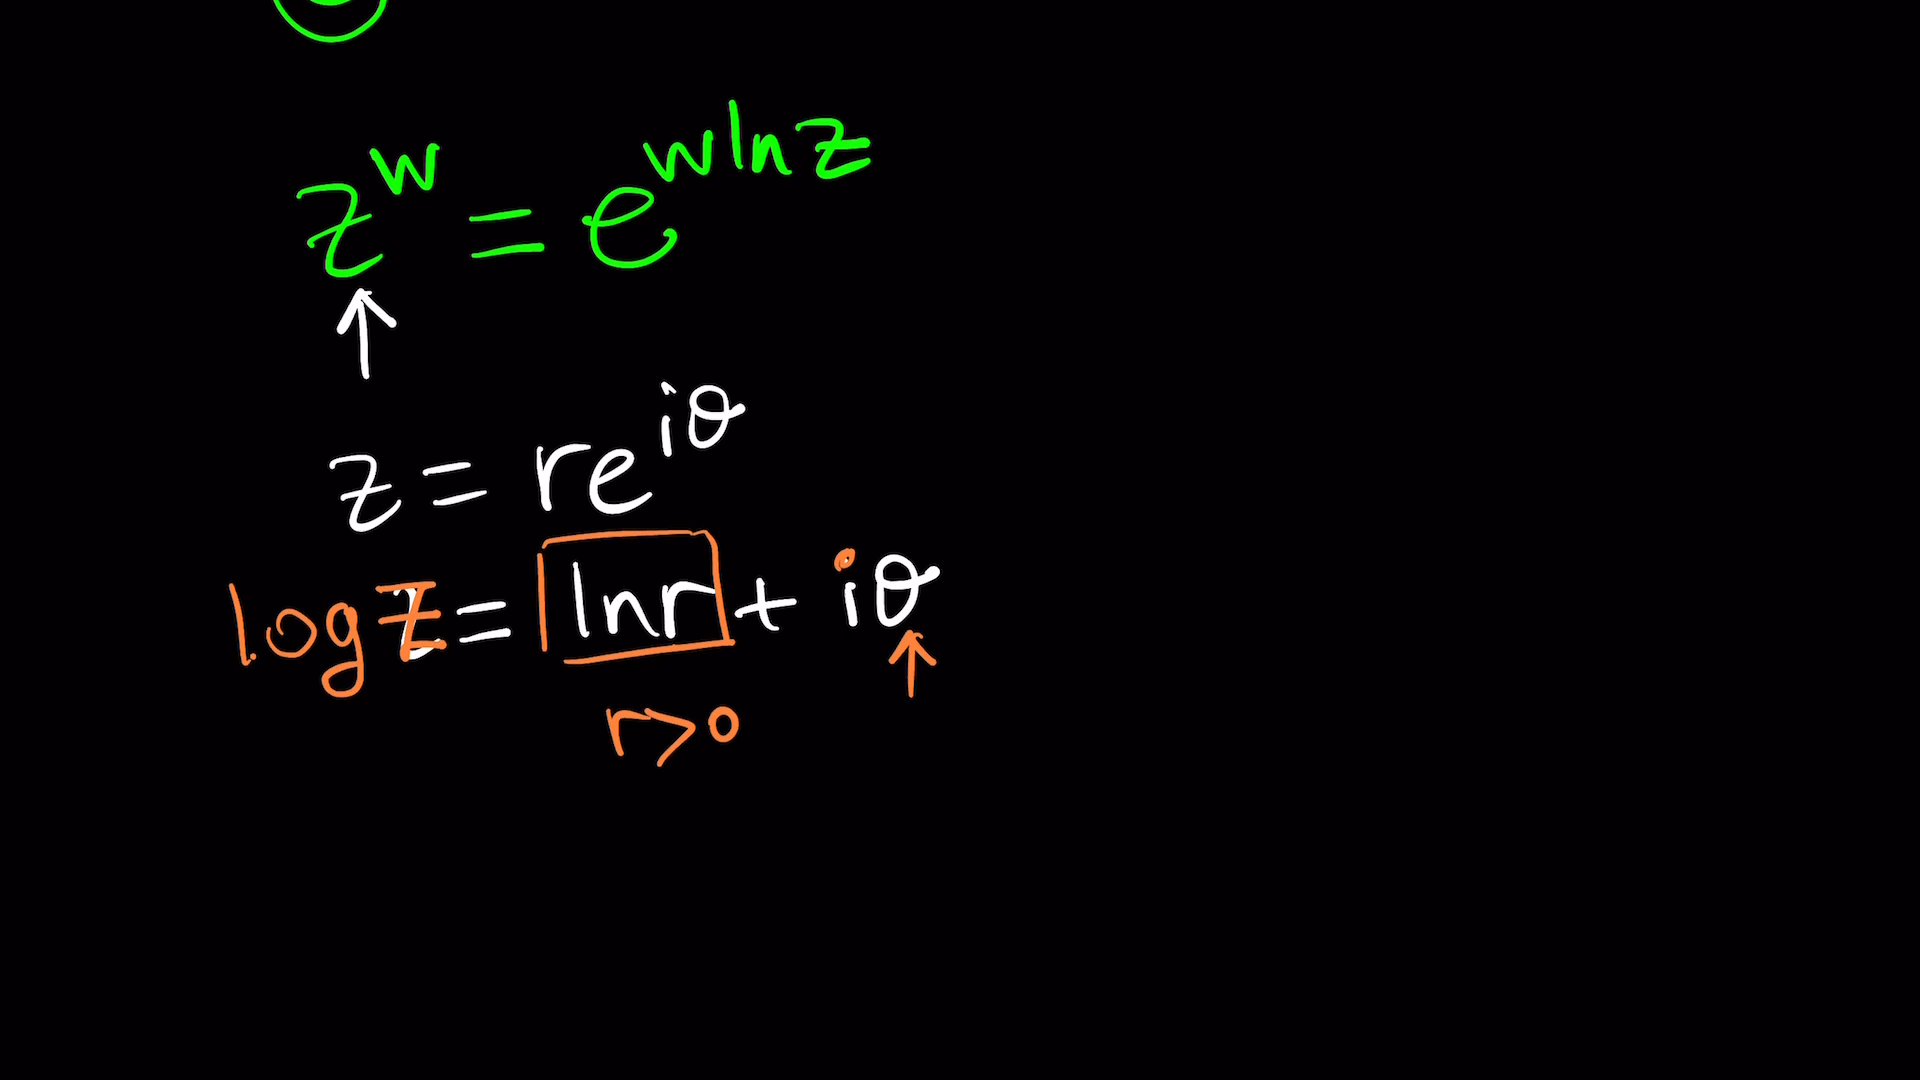 z^w = e^{w ln z}
z = re^{iθ}
log z = ln r + iθ
r > 0